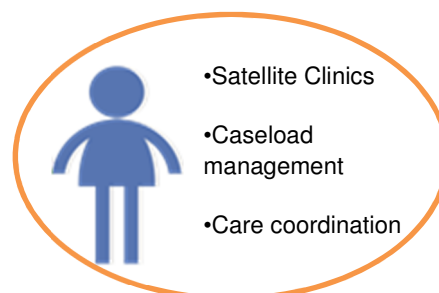 •Satellite Clinics
•Caseload
management
•Care coordination